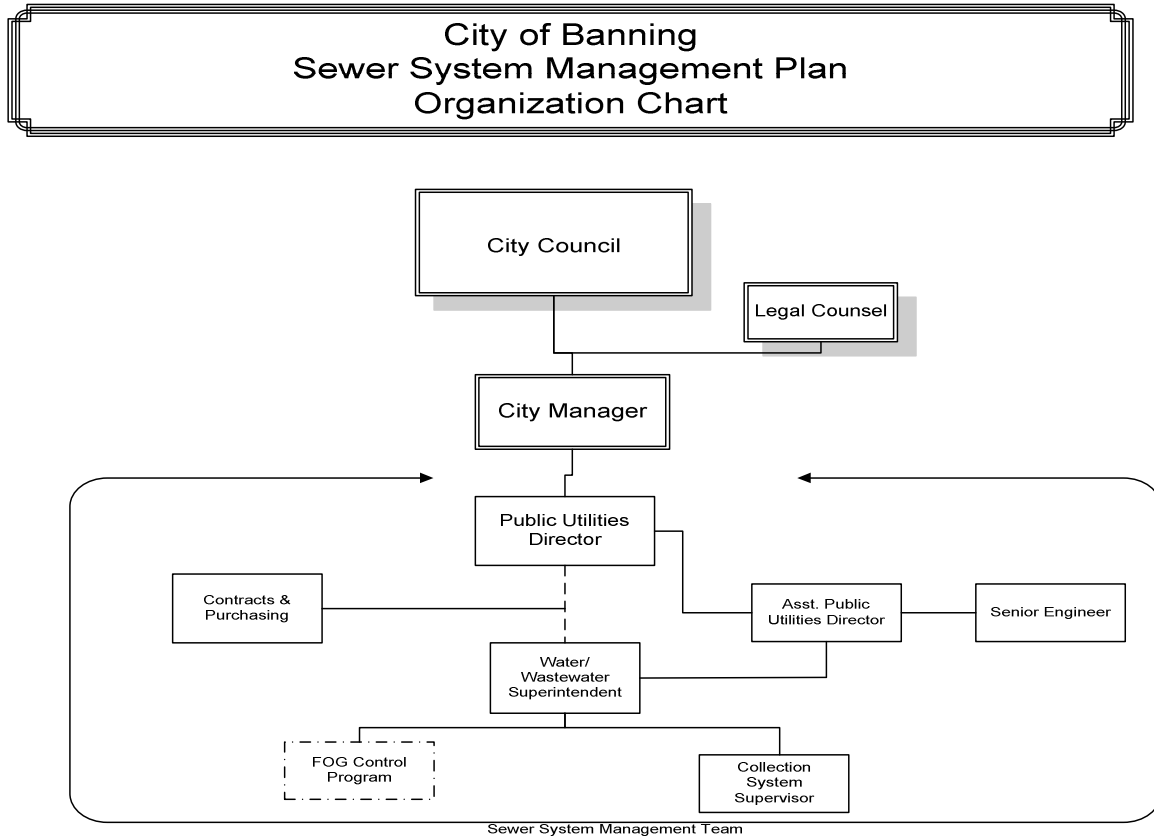 City of Banning
Sewer System Management Plan
Organization Chart
City Council
Legal Counsel
City Manager
Public Utilities
Director
Contracts &
Purchasing
Asst. Public
Utilities Director
Senior Engineer
Water/
Wastewater
Superintendent
FOG Control
Program
Collection
System
Supervisor
Sewer System Management Team